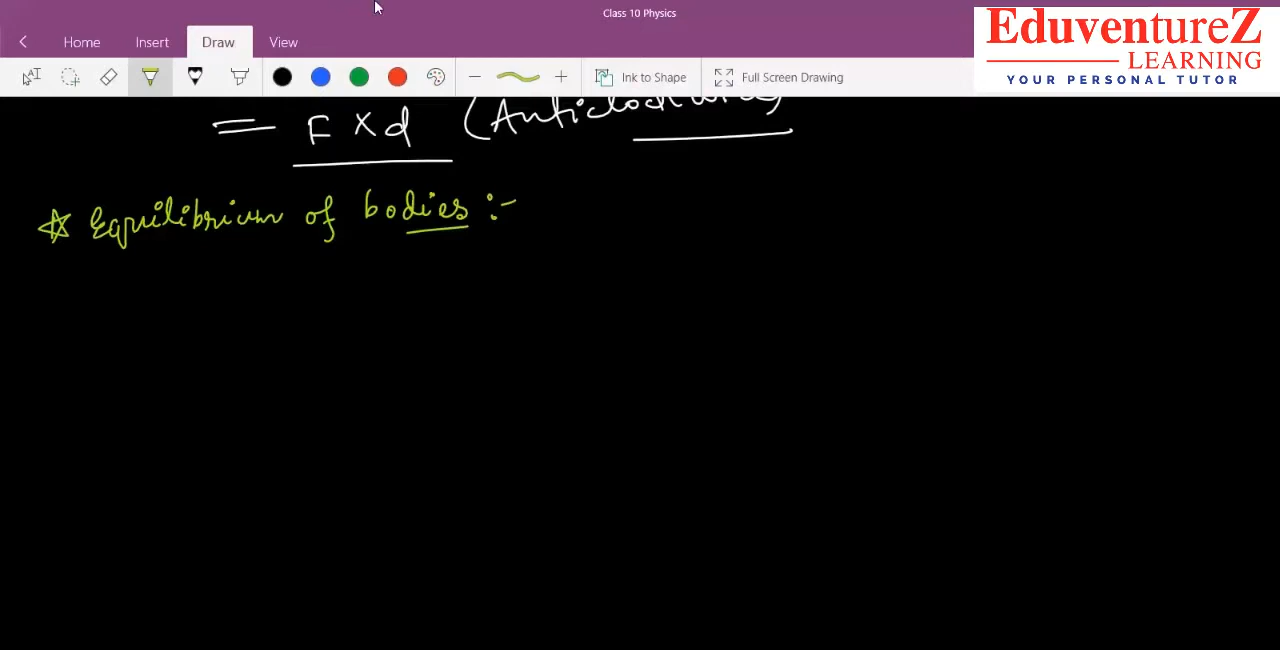 Class 10 Physics
EduventureZ
LEARNING
YOUR PERSONAL TUTOR
Home Insert Draw View
Ink to Shape Full Screen Drawing
= F × d (Anticlockwise)
☆ Equilibrium of bodies :-